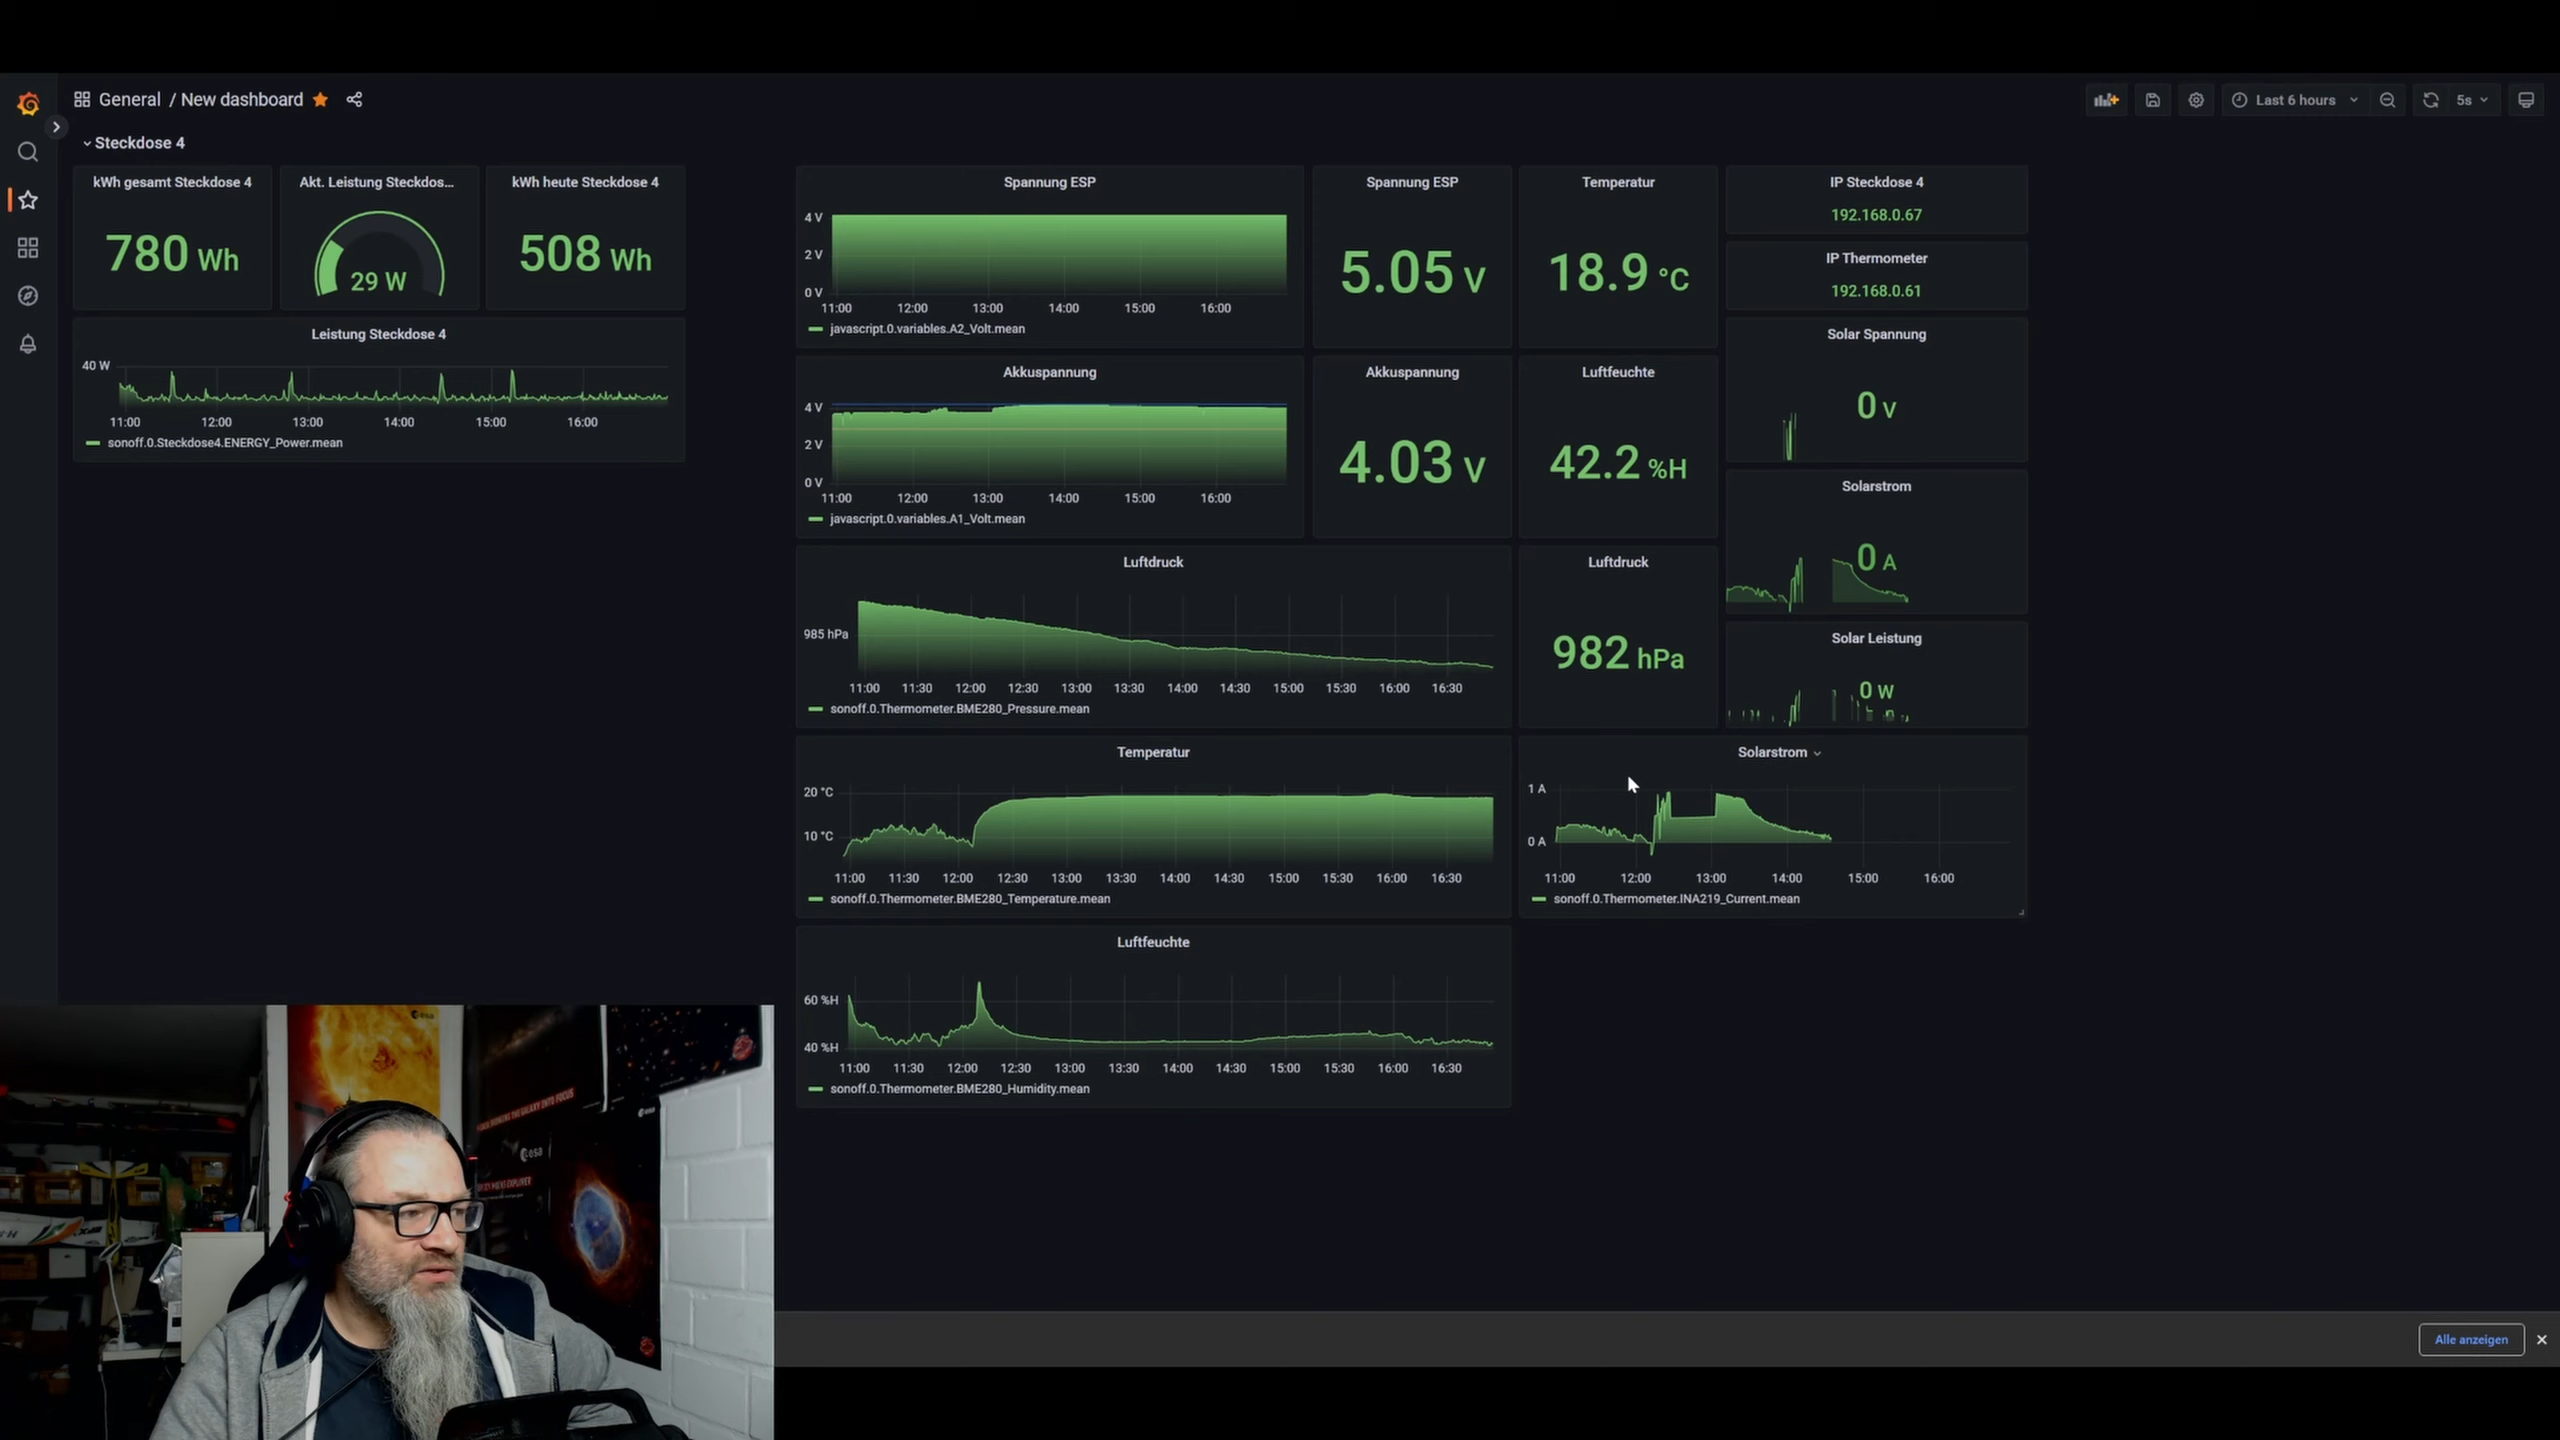 General / New dashboard
Last 6 hours
5s
Steckdose 4
kWh gesamt Steckdose 4
780 Wh
Akt. Leistung Steckdos...
29 W
kWh heute Steckdose 4
508 Wh
Leistung Steckdose 4
40 W
11:00 12:00 13:00 14:00 15:00 16:00
sonoff.0.Steckdose4.ENERGY_Power.mean
Spannung ESP
4 V
2 V
0 V
11:00 12:00 13:00 14:00 15:00 16:00
javascript.0.variables.A2_Volt.mean
Spannung ESP
5.05 V
Temperatur
18.9 °C
IP Steckdose 4
192.168.0.67
IP Thermometer
192.168.0.61
Akkuspannung
4 V
2 V
0 V
11:00 12:00 13:00 14:00 15:00 16:00
javascript.0.variables.A1_Volt.mean
Akkuspannung
4.03 V
Luftfeuchte
42.2 %H
Solar Spannung
0 V
Solarstrom
0 A
Luftdruck
985 hPa
11:00 11:30 12:00 12:30 13:00 13:30 14:00 14:30 15:00 15:30 16:00 16:30
sonoff.0.Thermometer.BME280_Pressure.mean
Luftdruck
982 hPa
Solar Leistung
0 W
Temperatur
20 °C
10 °C
11:00 11:30 12:00 12:30 13:00 13:30 14:00 14:30 15:00 15:30 16:00 16:30
sonoff.0.Thermometer.BME280_Temperature.mean
Solarstrom
1 A
0 A
11:00 12:00 13:00 14:00 15:00 16:00
sonoff.0.Thermometer.INA219_Current.mean
Luftfeuchte
60 %H
40 %H
11:00 11:30 12:00 12:30 13:00 13:30 14:00 14:30 15:00 15:30 16:00 16:30
sonoff.0.Thermometer.BME280_Humidity.mean
esa
esa
THE GALAXY INTO FOCUS
esa
EXPLORER
Alle anzeigen